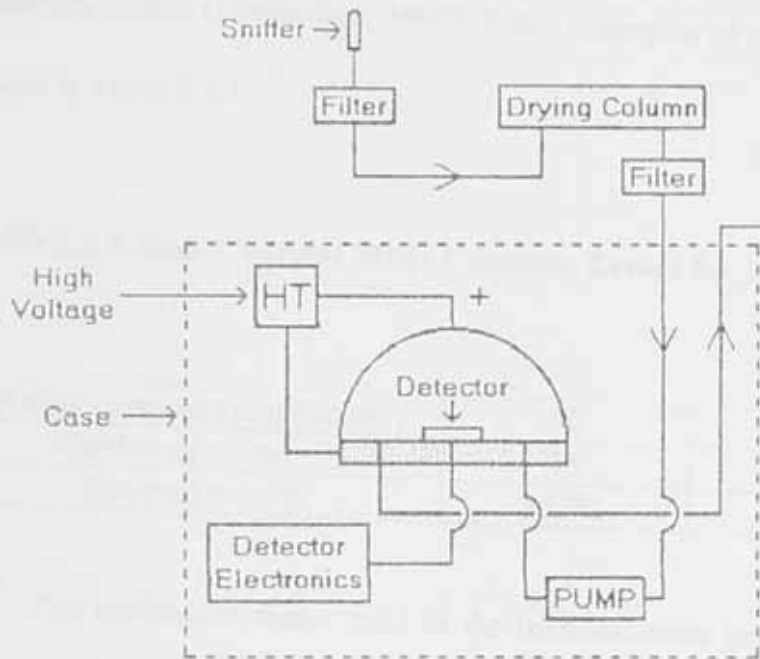 Sniffer
Filter
Drying Column
Filter
High
Voltage
HT
+
Detector
Case
Detector
Electronics
PUMP